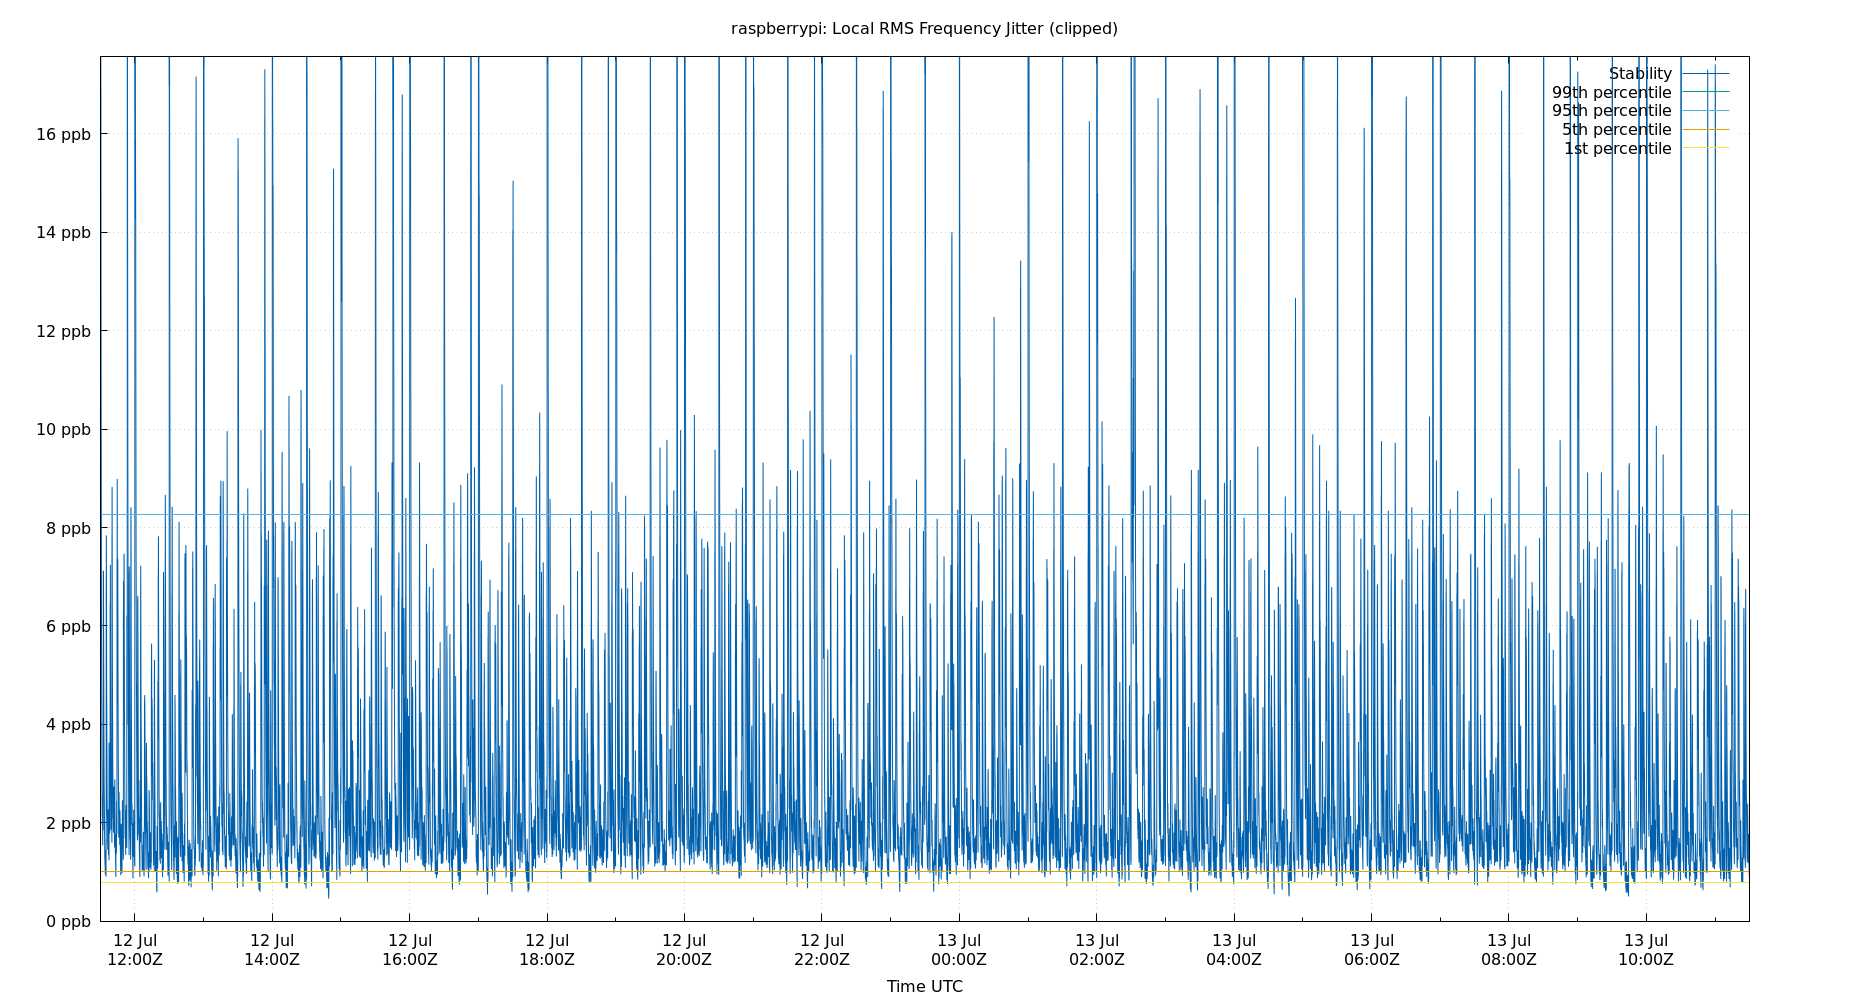 raspberrypi: Local RMS Frequency Jitter (clipped)
Stability
99th percentile
95th percentile
5th percentile
1st percentile
16 ppb
14 ppb
12 ppb
10 ppb
8 ppb
6 ppb
4 ppb
2 ppb
0 ppb
12 Jul 12 Jul 12 Jul 12 Jul 12 Jul 12 Jul 13 Jul 13 Jul 13 Jul 13 Jul 13 Jul 13 Jul
12:00Z 14:00Z 16:00Z 18:00Z 20:00Z 22:00Z 00:00Z 02:00Z 04:00Z 06:00Z 08:00Z 10:00Z
Time UTC